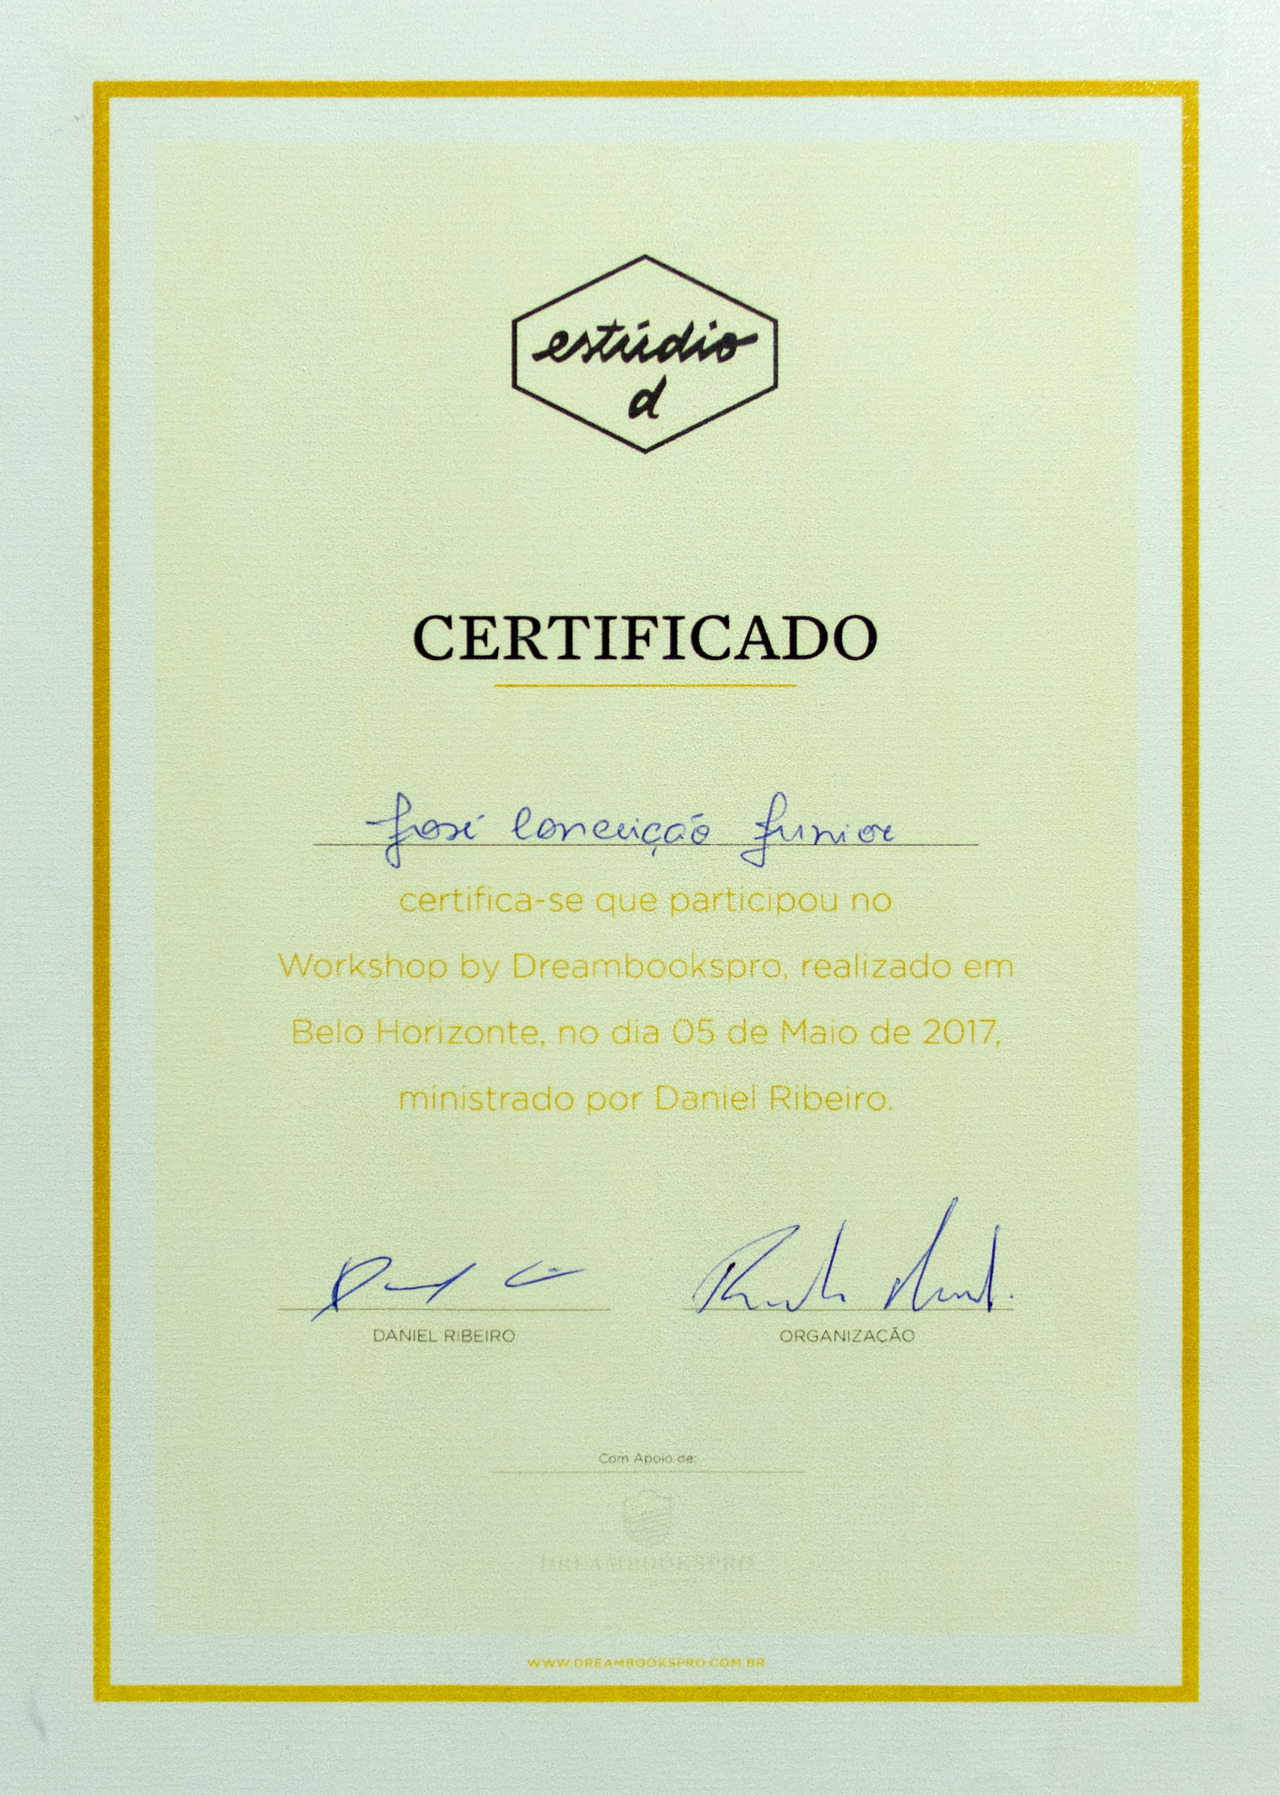 estúdio
d
CERTIFICADO
José Conceição Junior
certifica-se que participou no
Workshop by Dreambookspro, realizado em
Belo Horizonte, no dia 05 de Maio de 2017,
ministrado por Daniel Ribeiro.
DANIEL RIBEIRO
ORGANIZAÇÃO
Com Apoio de:
DREAMBOOKSPRO
WWW.DREAMBOOKSPRO.COM.BR